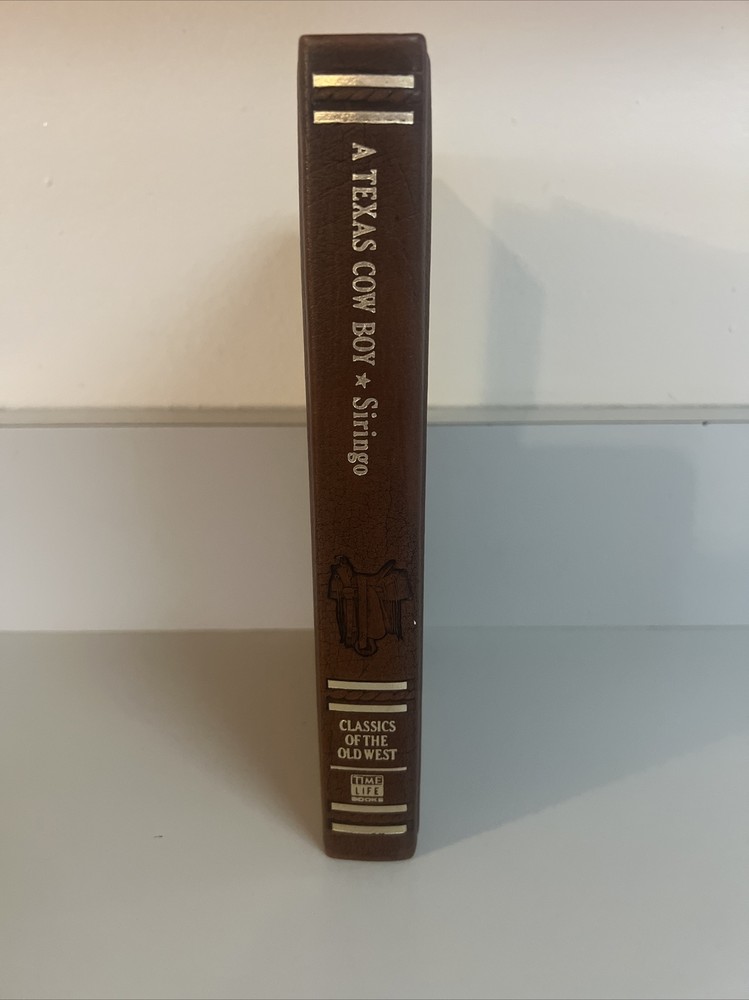 A TEXAS COW BOY ★ Siringo
CLASSICS
OF THE
OLD WEST
TIME
LIFE
BOOKS